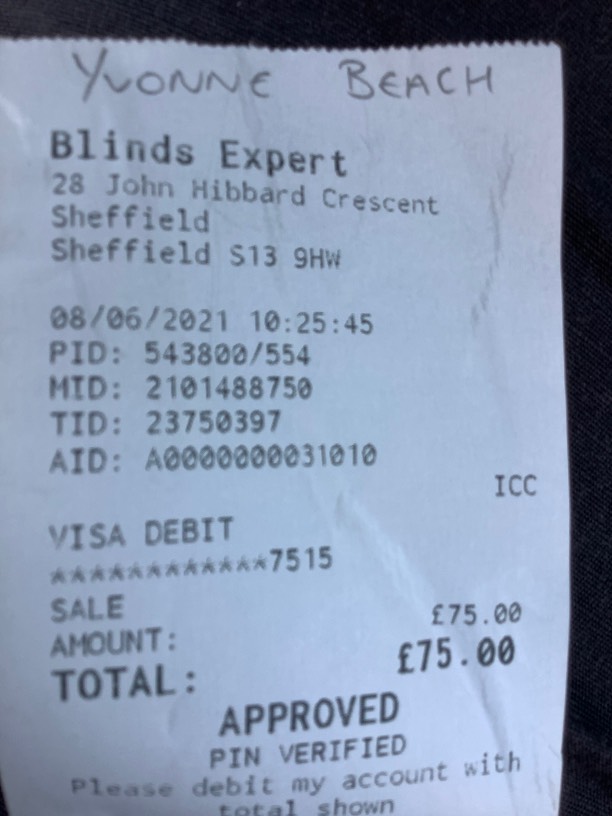 YVONNE BEACH
Blinds Expert
28 John Hibbard Crescent
Sheffield
Sheffield S13 9HW
08/06/2021 10:25:45
PID: 543800/554
MID: 2101488750
TID: 23750397
AID: A0000000031010
ICC
VISA DEBIT
************7515
SALE
AMOUNT: £75.00
TOTAL: £75.00
APPROVED
PIN VERIFIED
Please debit my account with
total shown